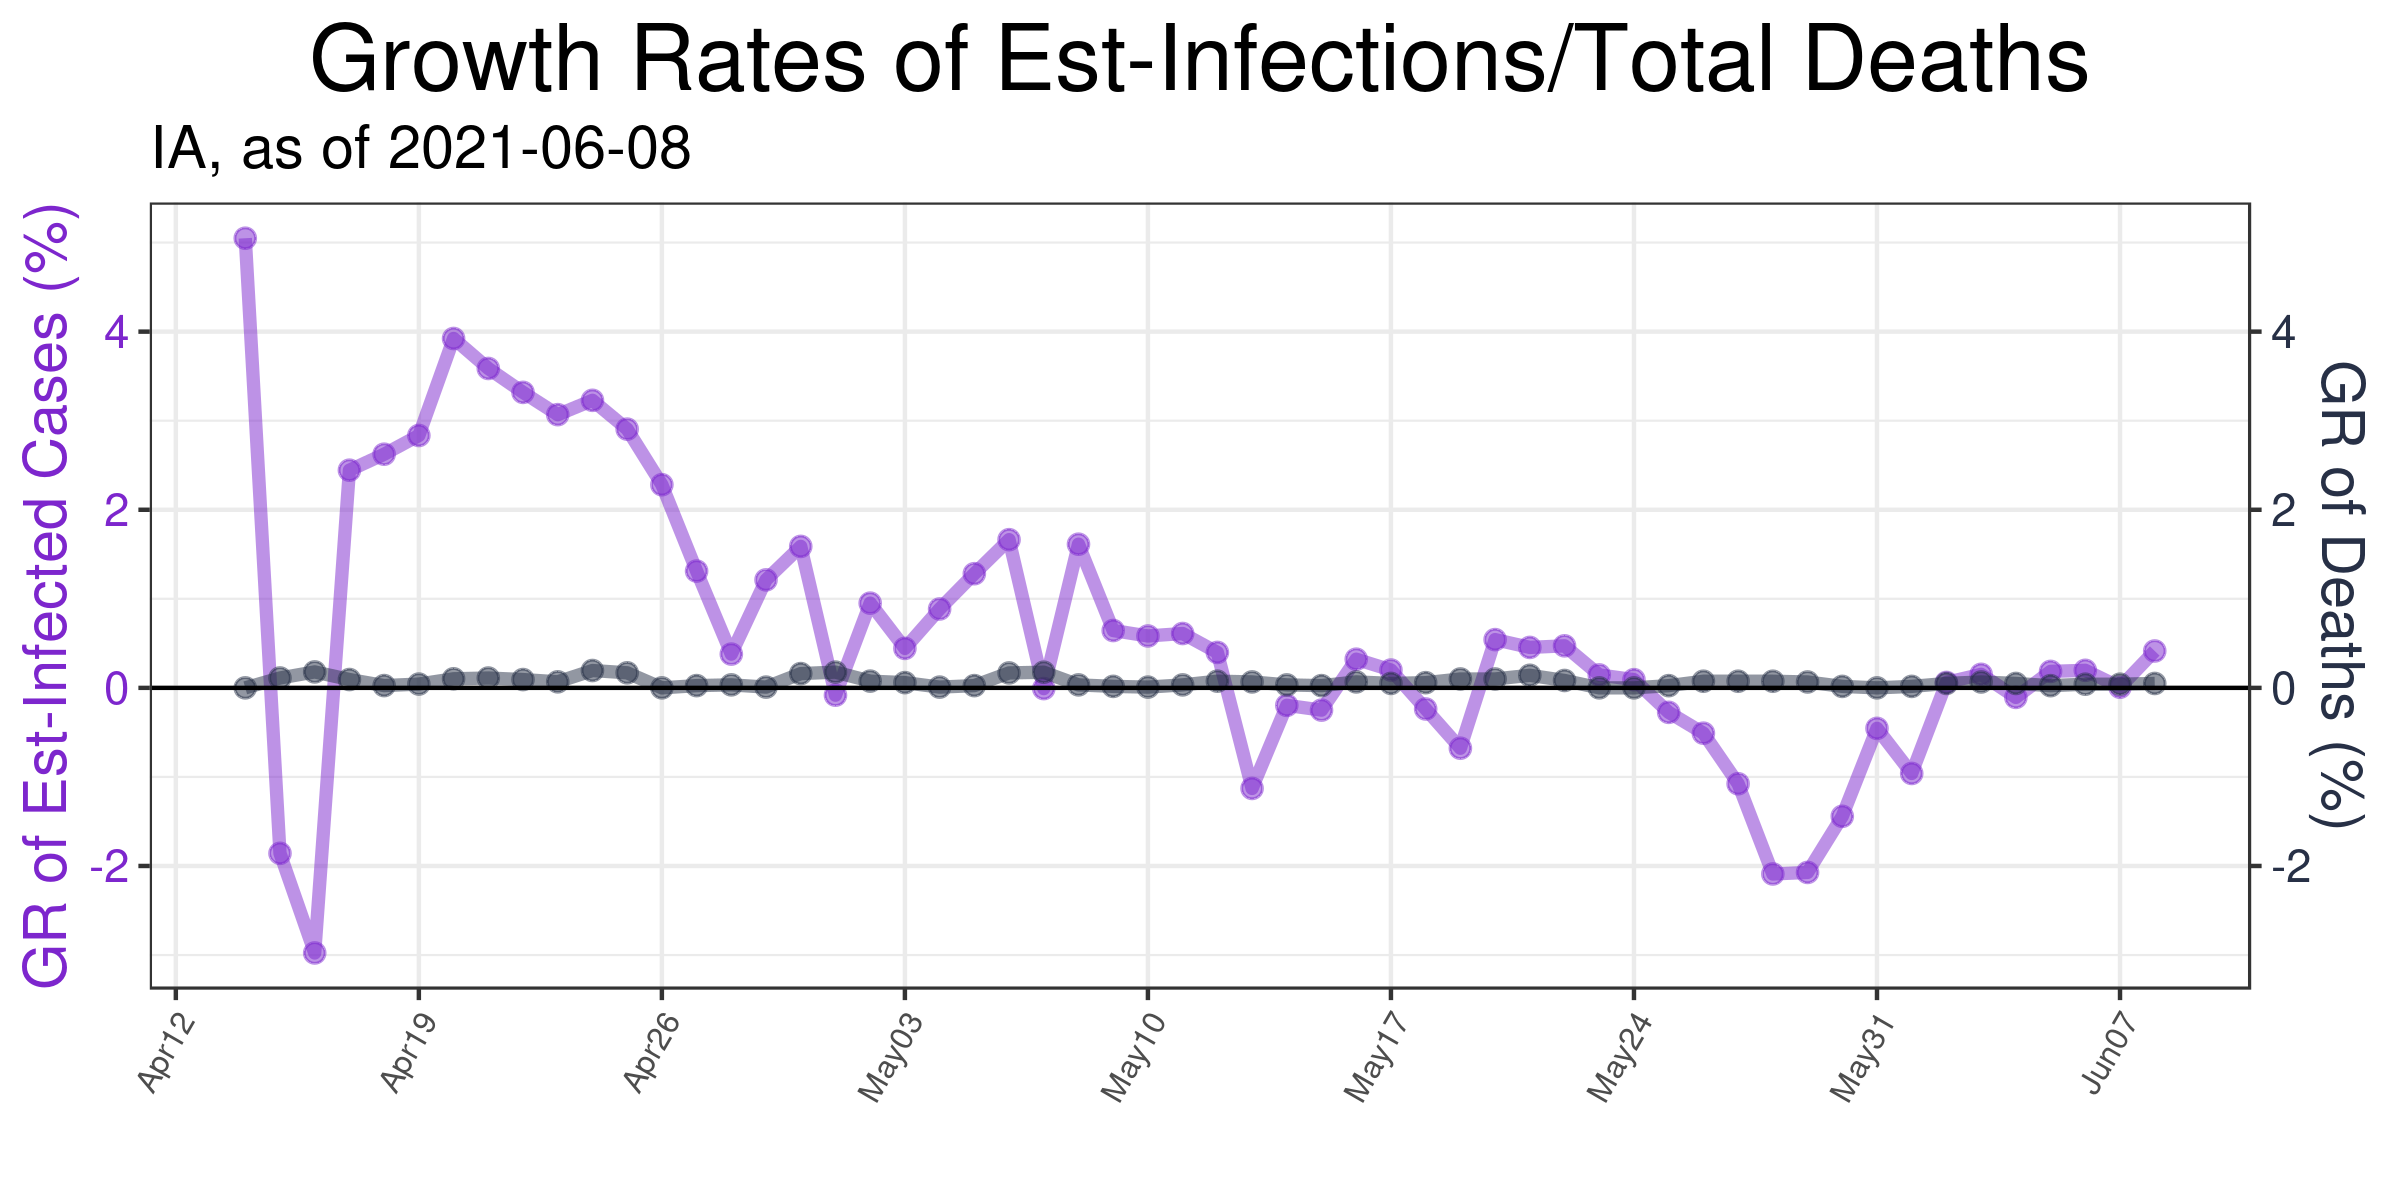 Growth Rates of Est-Infections/Total Deaths
IA, as of 2021-06-08
GR of Est-Infected Cases (%)
4
2
0
-2
4
2
0
-2
GR of Deaths (%)
Apr12
Apr19
Apr26
May03
May10
May17
May24
May31
Jun07